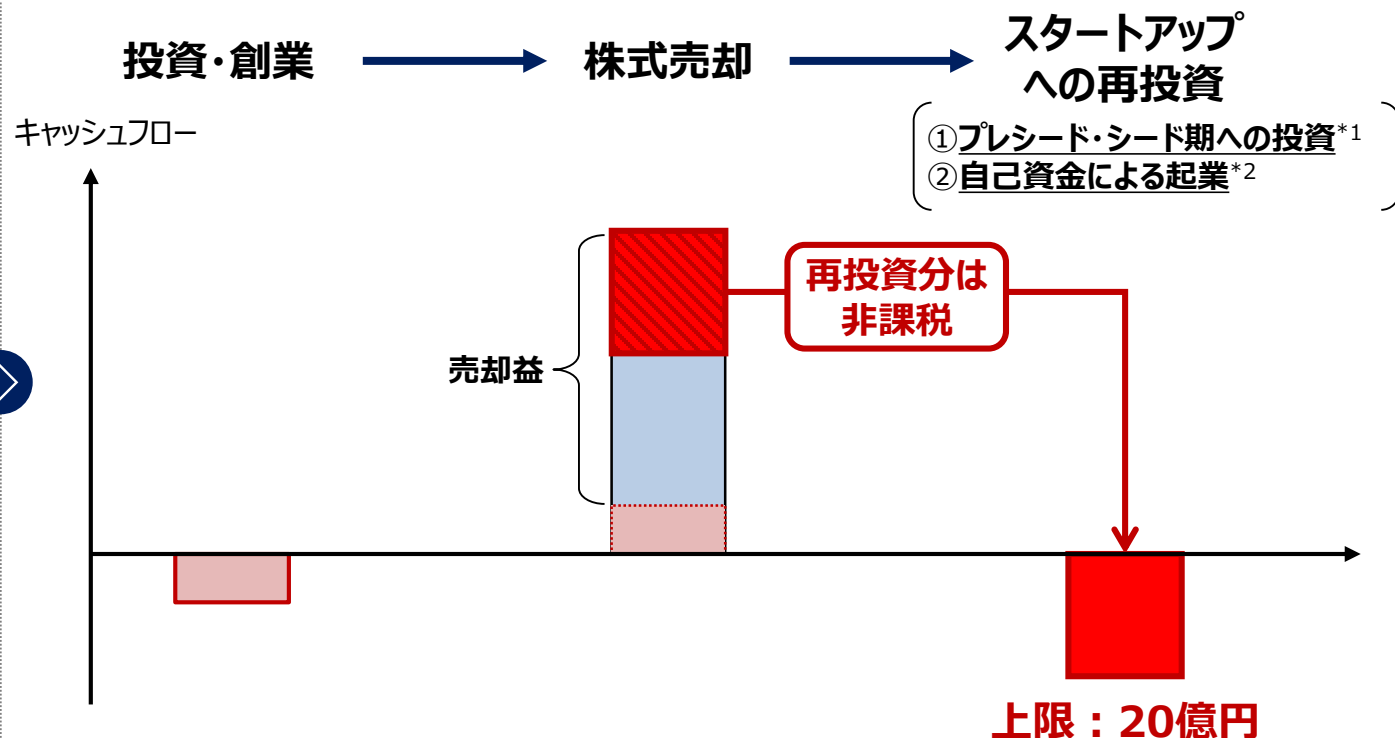 投資・創業
株式売却
スタートアップ
への再投資
①プレシード・シード期への投資*1
②自己資金による起業*2
キャッシュフロー
再投資分は
非課税
売却益
上限：20億円